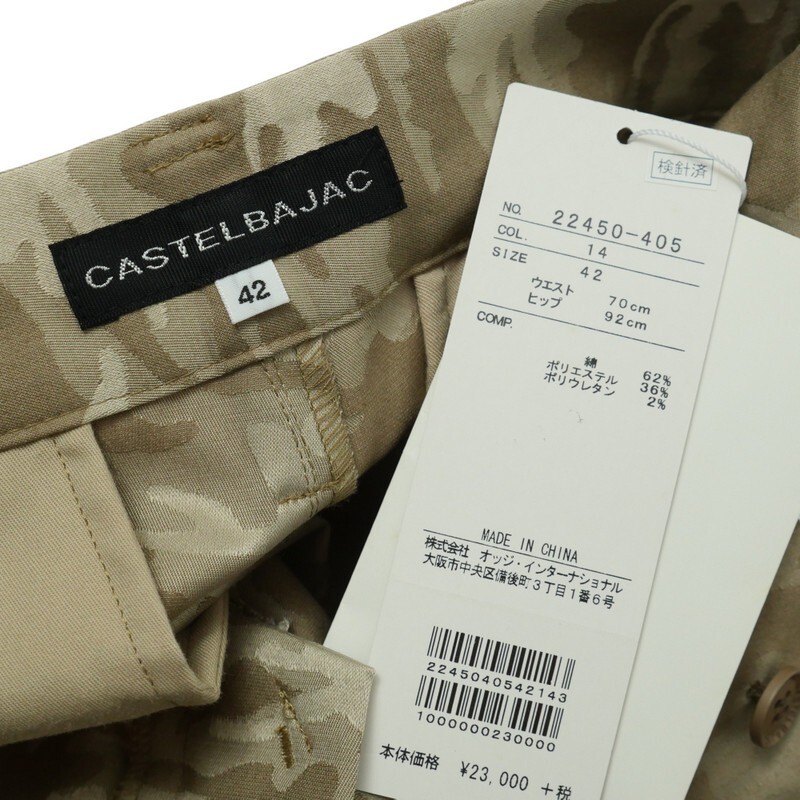 CASTELBAJAC
42
検針済
NO. 22450-405
COL. 14
SIZE 42
ウエスト 70cm
ヒップ 92cm
COMP.
綿 62%
ポリエステル 36%
ポリウレタン 2%
MADE IN CHINA
株式会社 オッジ・インターナショナル
大阪市中央区備後町3丁目1番6号
2245040542143
1000000230000
本体価格 ¥23,000 +税